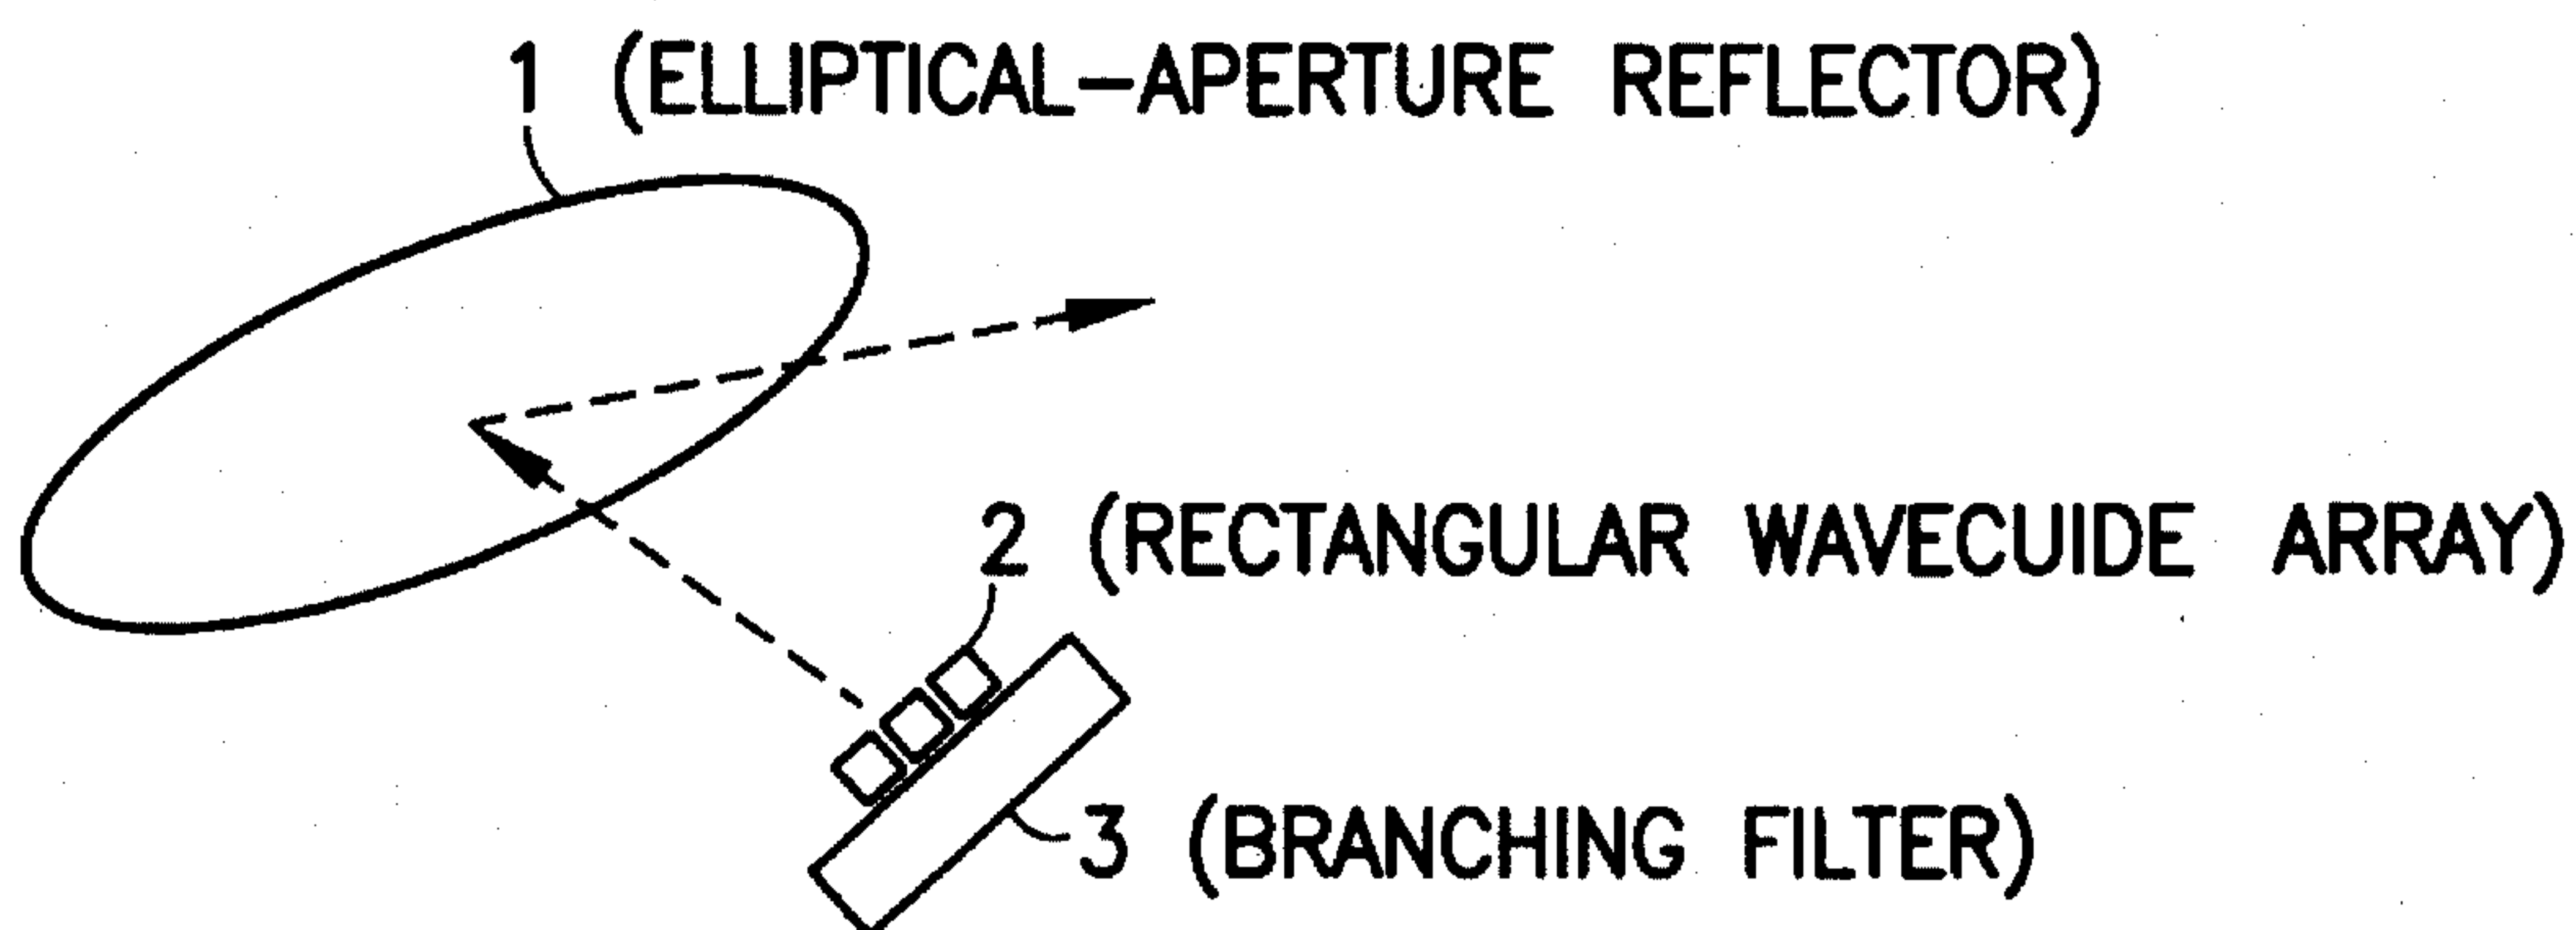 1 (ELLIPTICAL-APERTURE REFLECTOR)
2 (RECTANGULAR WAVECUIDE ARRAY)
3 (BRANCHING FILTER)